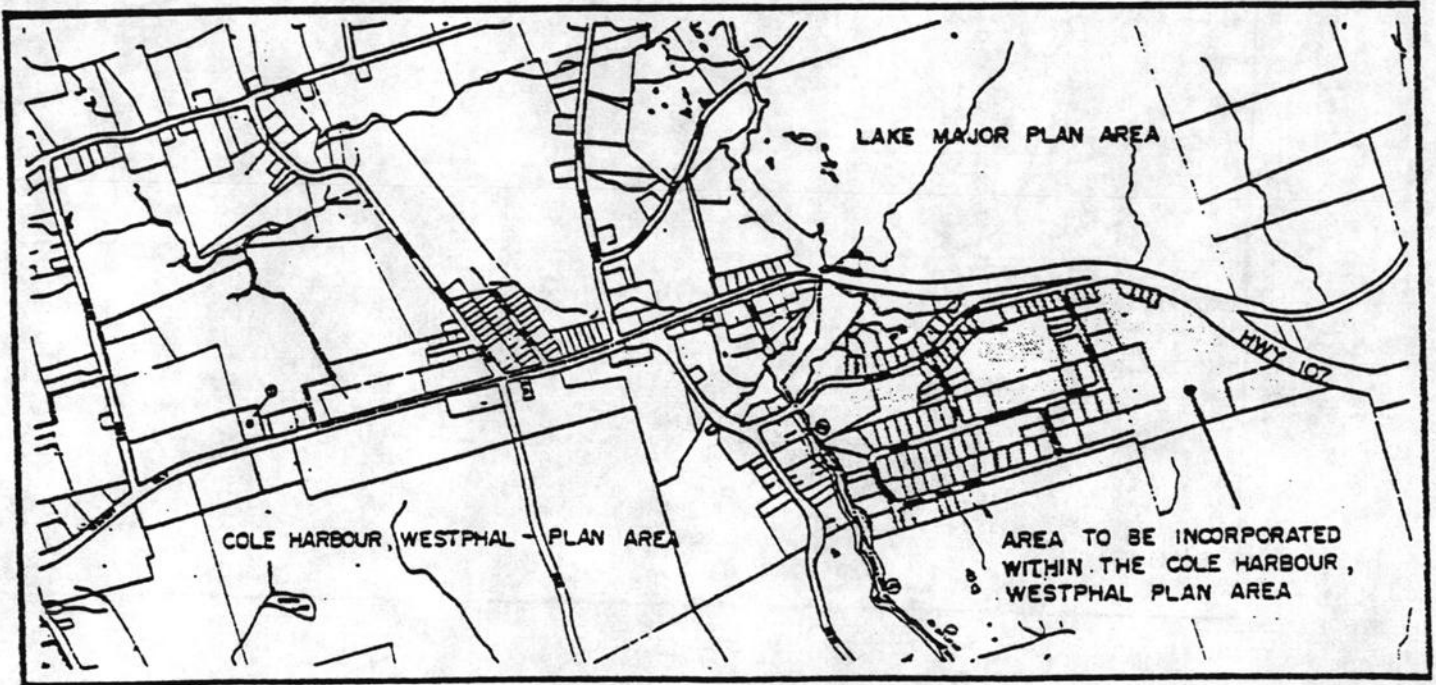 LAKE MAJOR PLAN AREA
HWY 107
COLE HARBOUR, WESTPHAL - PLAN AREA
AREA TO BE INCORPORATED
WITHIN THE COLE HARBOUR,
WESTPHAL PLAN AREA